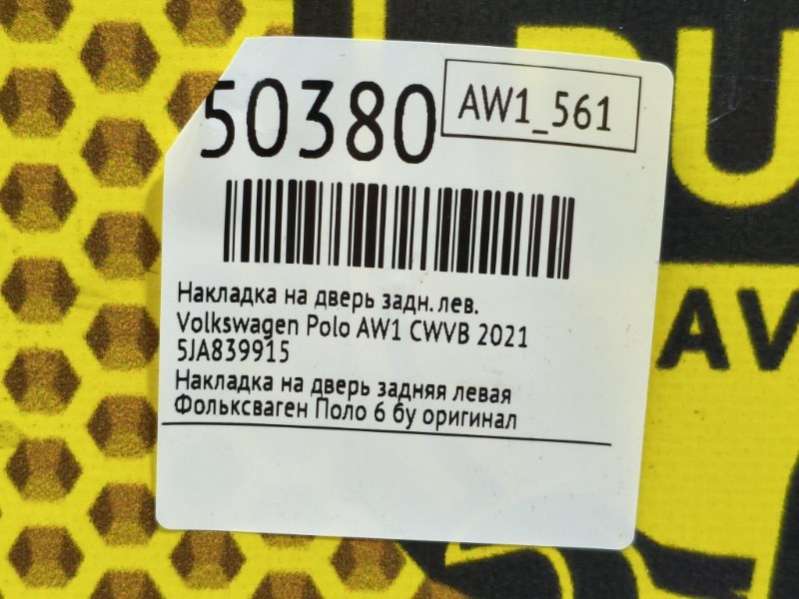 50380
AW1_561
Накладка на дверь задн. лев.
Volkswagen Polo AW1 CWVB 2021
5JA839915
Накладка на дверь задняя левая
Фольксваген Поло 6 бу оригинал